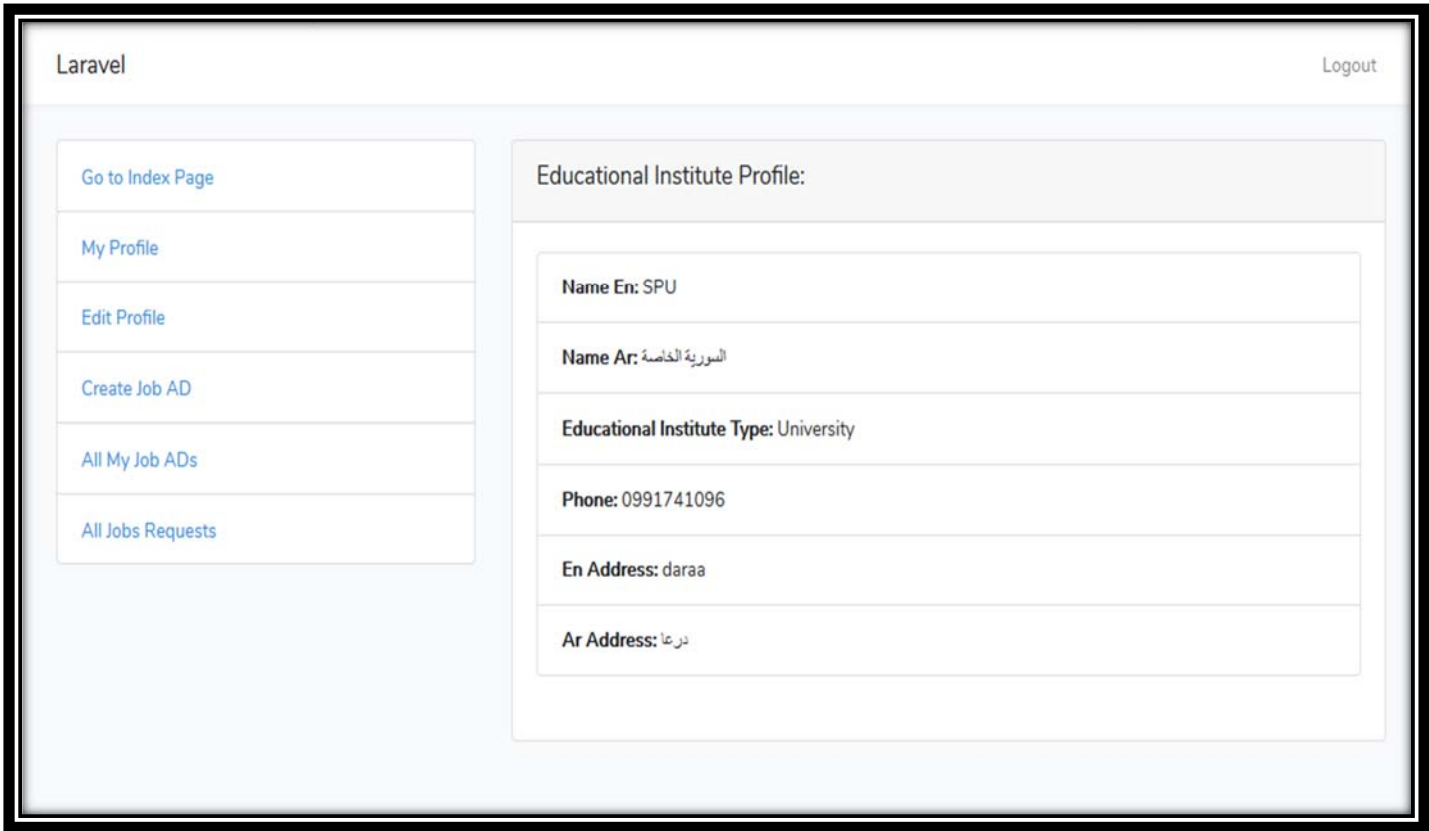 Laravel
Logout
Go to Index Page
My Profile
Edit Profile
Create Job AD
All My Job ADs
All Jobs Requests
Educational Institute Profile:
Name En: SPU
Name Ar: السورية الخاصة
Educational Institute Type: University
Phone: 0991741096
En Address: daraa
Ar Address: درعا